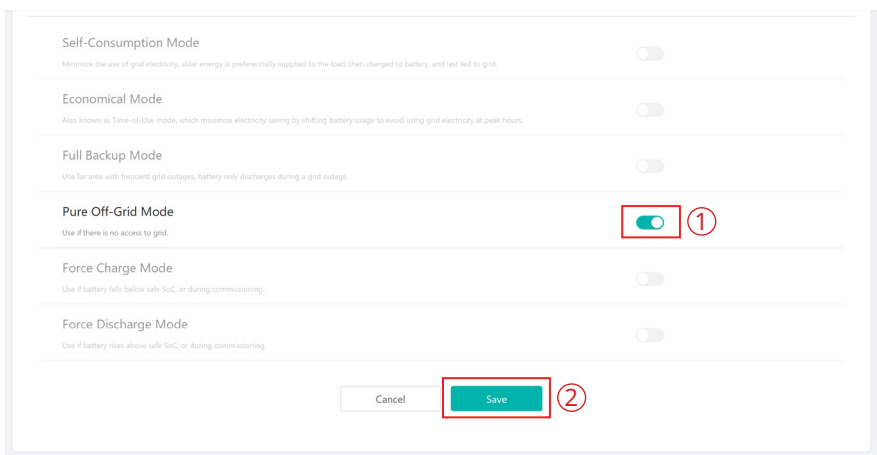 Self-Consumption Mode
Minimize the use of grid electricity, solar energy is preferentially supplied to the load, then charged to battery, and last fed to grid.
Economical Mode
Also known as Time-of-Use mode, which maximize electricity saving by shifting battery usage to avoid using grid electricity at peak hours.
Full Backup Mode
Use for area with frequent grid outages, battery only discharges during a grid outage.
Pure Off-Grid Mode
Use if there is no access to grid.
①
Force Charge Mode
Use if battery falls below safe SoC, or during commissioning.
Force Discharge Mode
Use if battery rises above safe SoC, or during commissioning.
Cancel
Save
②